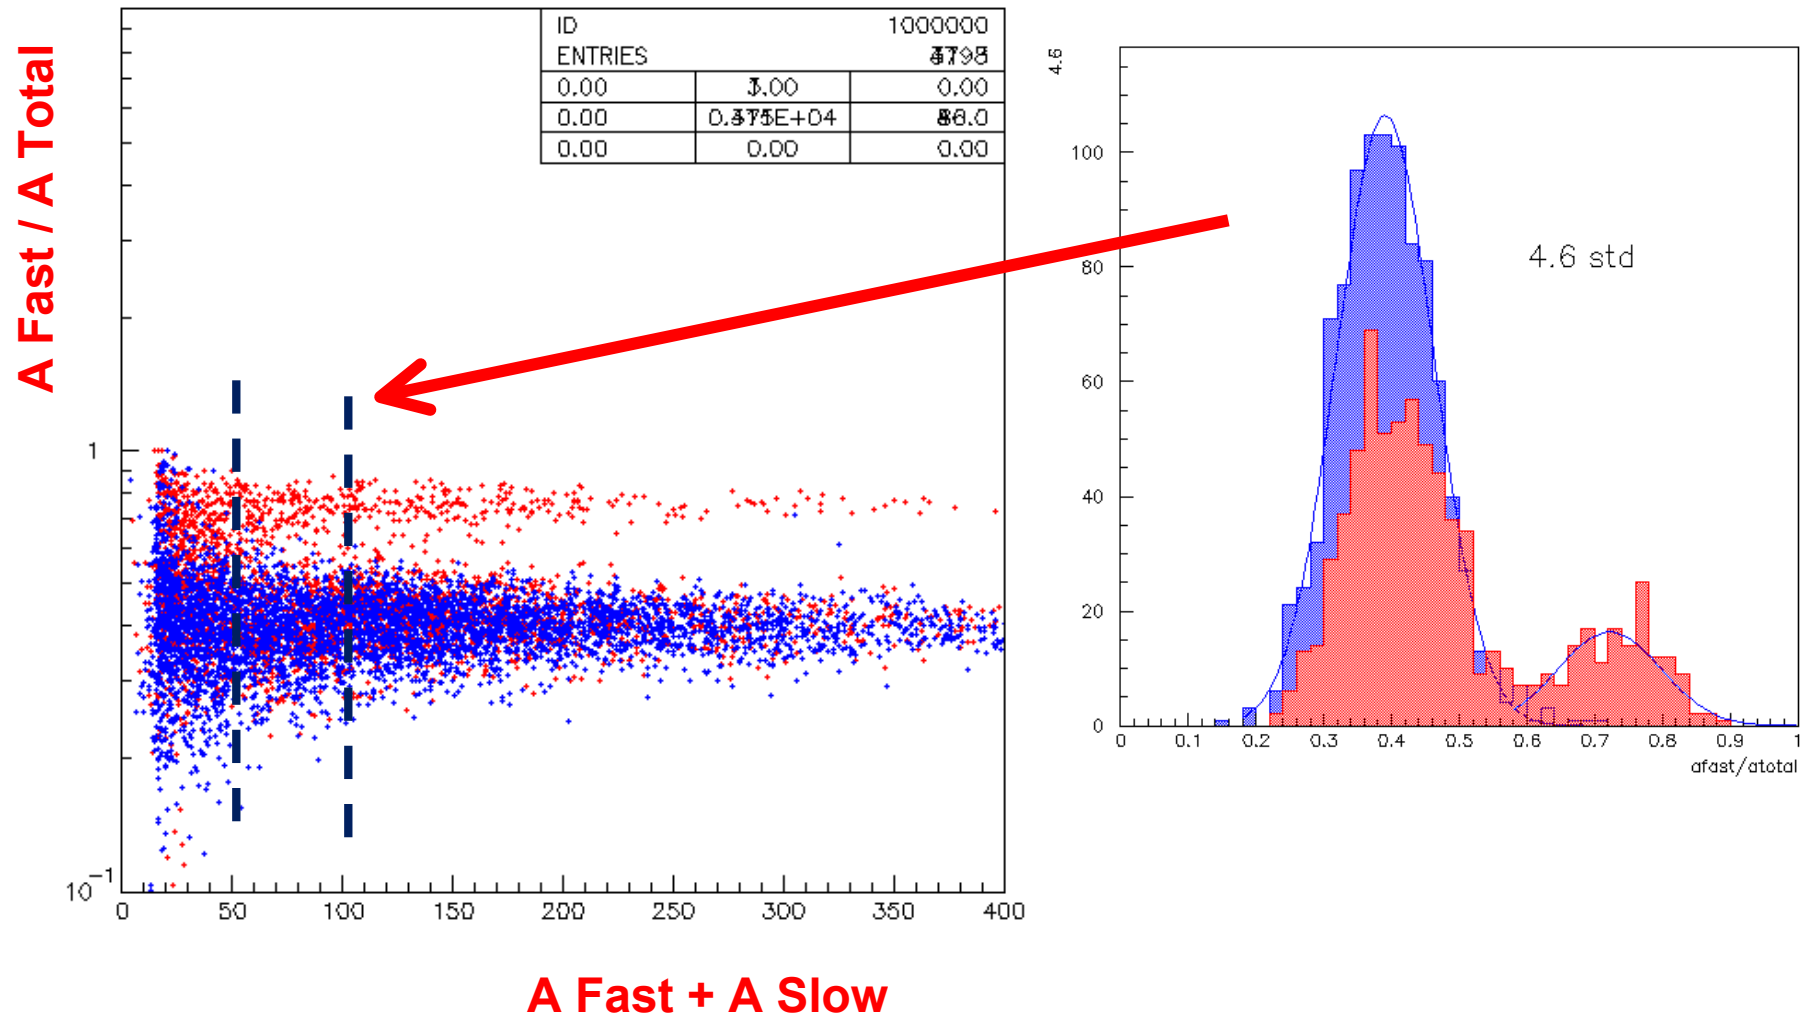 A Fast / A Total
ID 1000000
ENTRIES
0.00 0.00
0.00
0.00 0.00 0.00
1
10⁻¹
0 50 100 150 200 250 300 350 400
A Fast + A Slow
4.6
4.6 std
100
80
60
40
20
0
0 0.1 0.2 0.3 0.4 0.5 0.6 0.7 0.8 0.9 1
afast/atotal